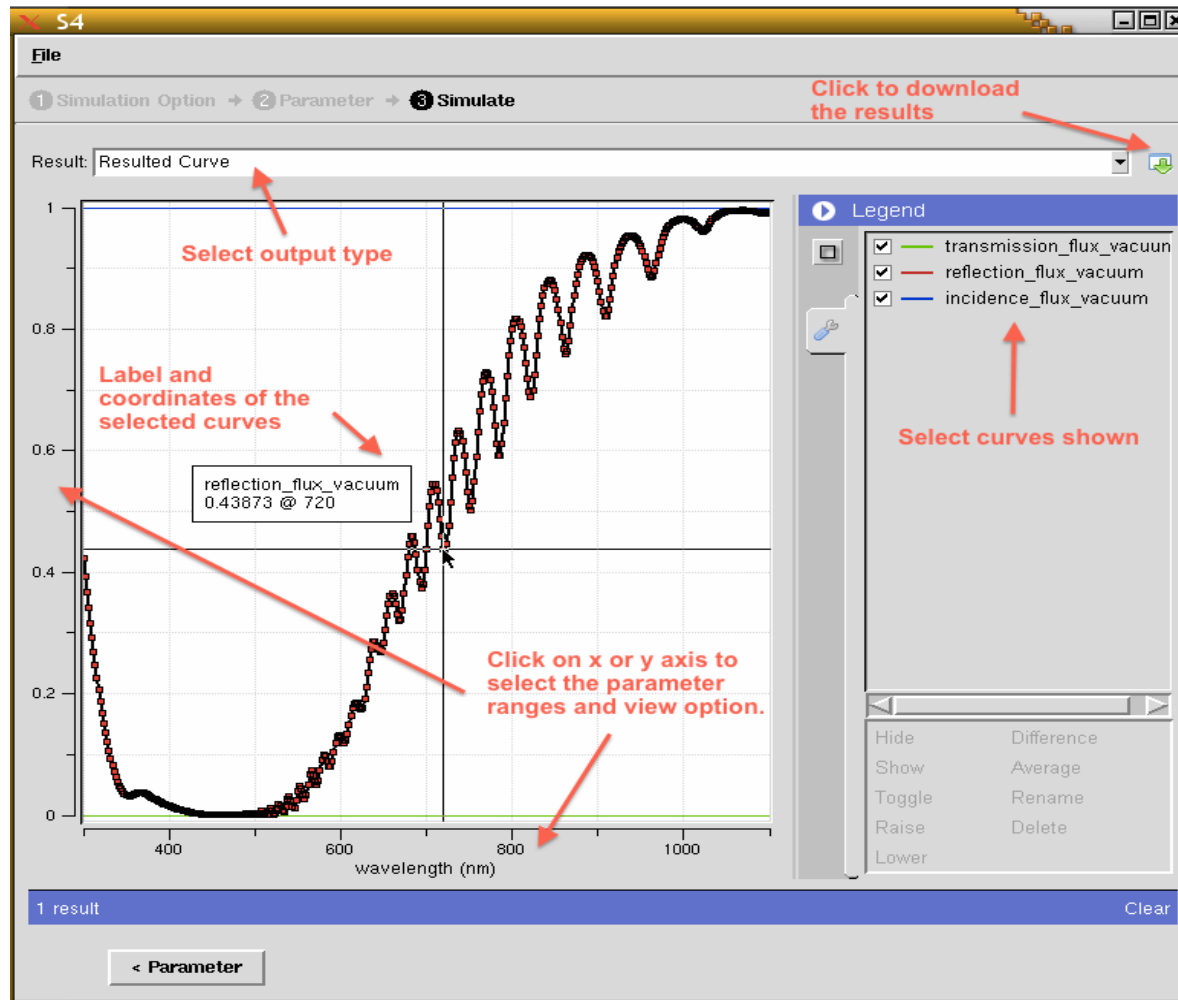 S4
File
1 Simulation Option → 2 Parameter → 3 Simulate
Click to download
the results
Result: Resulted Curve
Select output type
Legend
transmission_flux_vacuun
reflection_flux_vacuum
incidence_flux_vacuum
Select curves shown
1
0.8
0.6
0.4
0.2
0
Label and
coordinates of the
selected curves
reflection_flux_vacuum
0.43873 @ 720
Click on x or y axis to
select the parameter
ranges and view option.
400 600 800 1000
wavelength (nm)
Hide Difference
Show Average
Toggle Rename
Raise Delete
Lower
1 result Clear
< Parameter